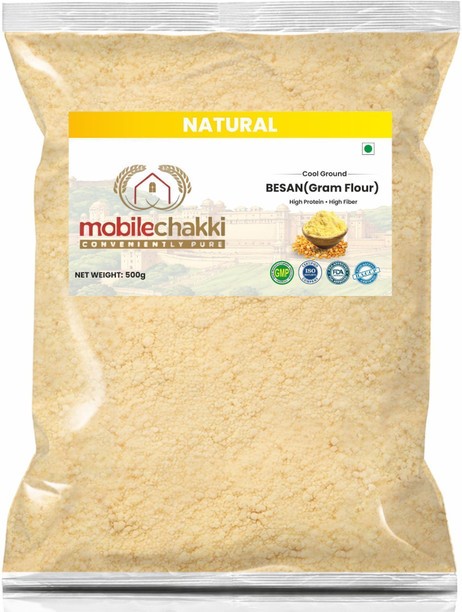 NATURAL
Cool Ground
BESAN(Gram Flour)
High Protein • High Fiber
mobilechakki
CONVENIENTLY PURE
NET WEIGHT: 500g
GMP
ISO
FDA